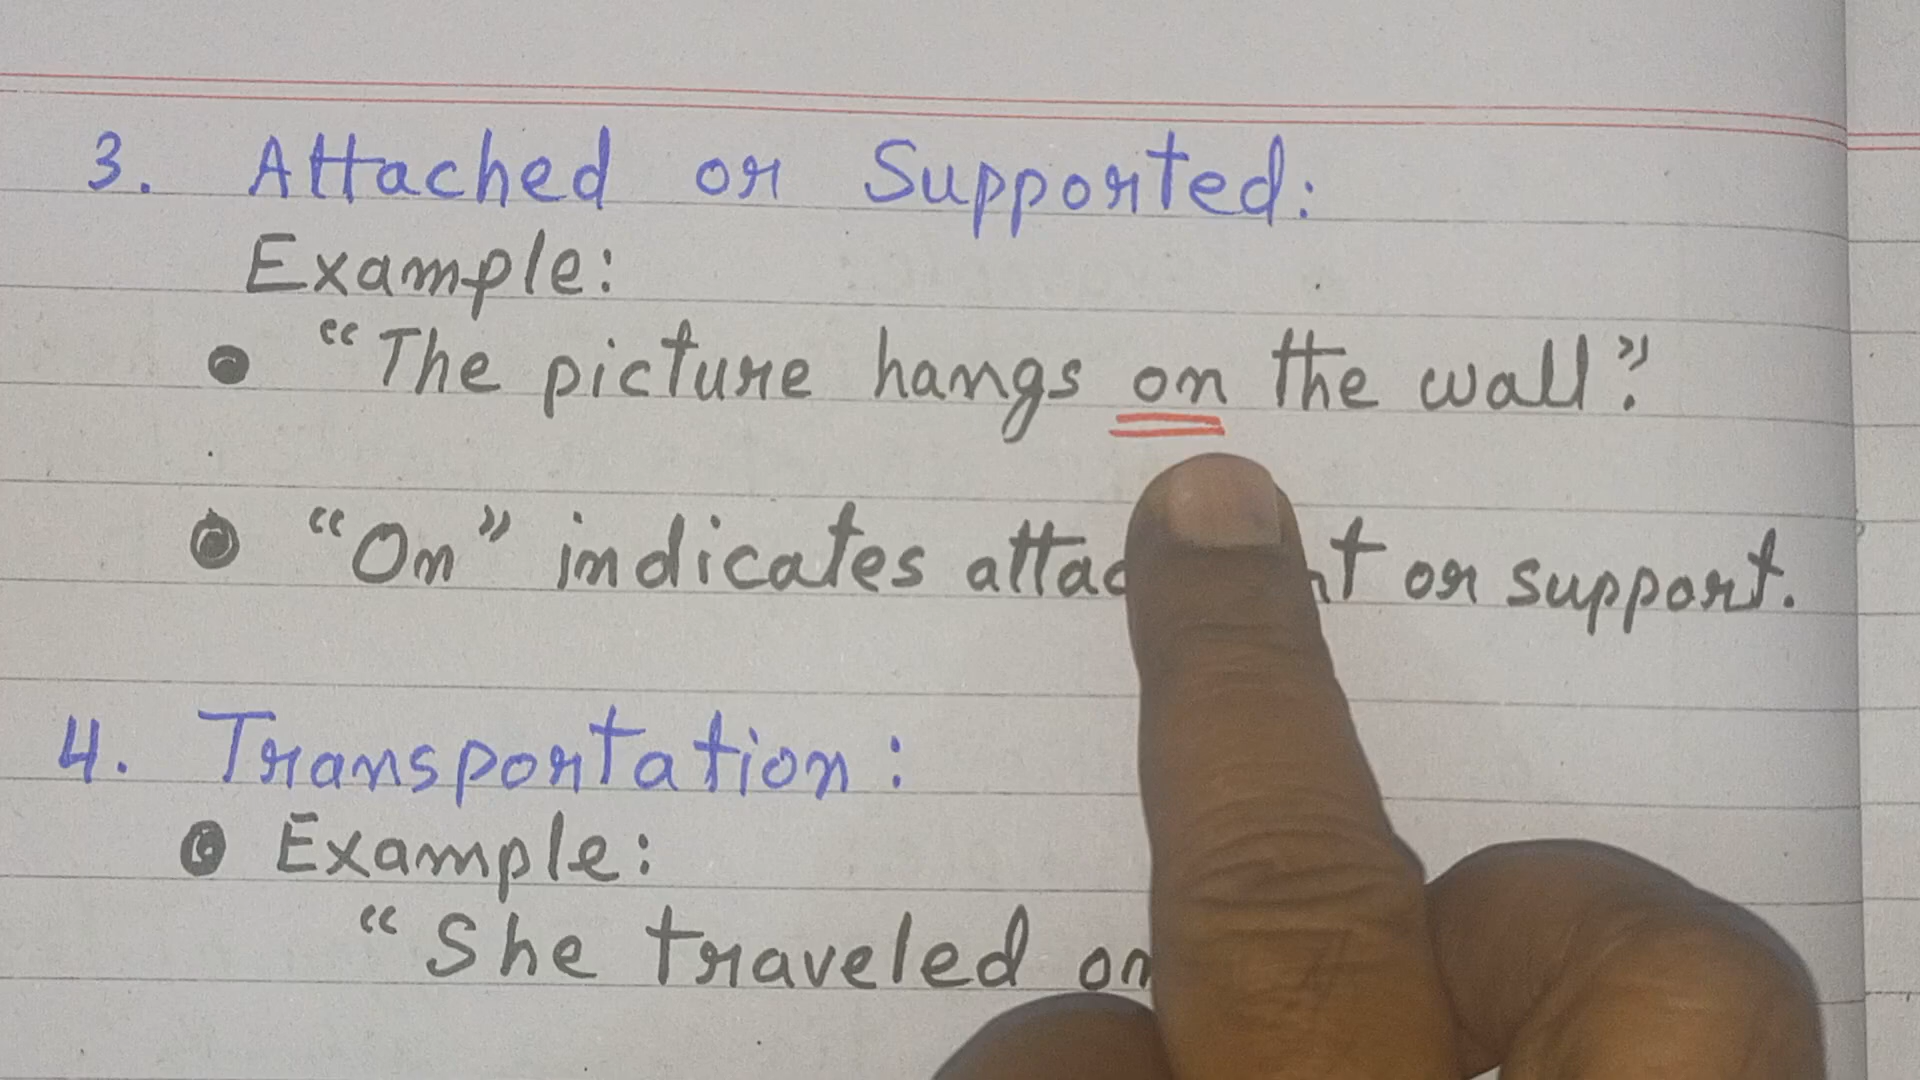 3. Attached or Supported:
Example:
• “The picture hangs on the wall”.
• “On” indicates or support.
4. Transportation:
• Example:
“She traveled on